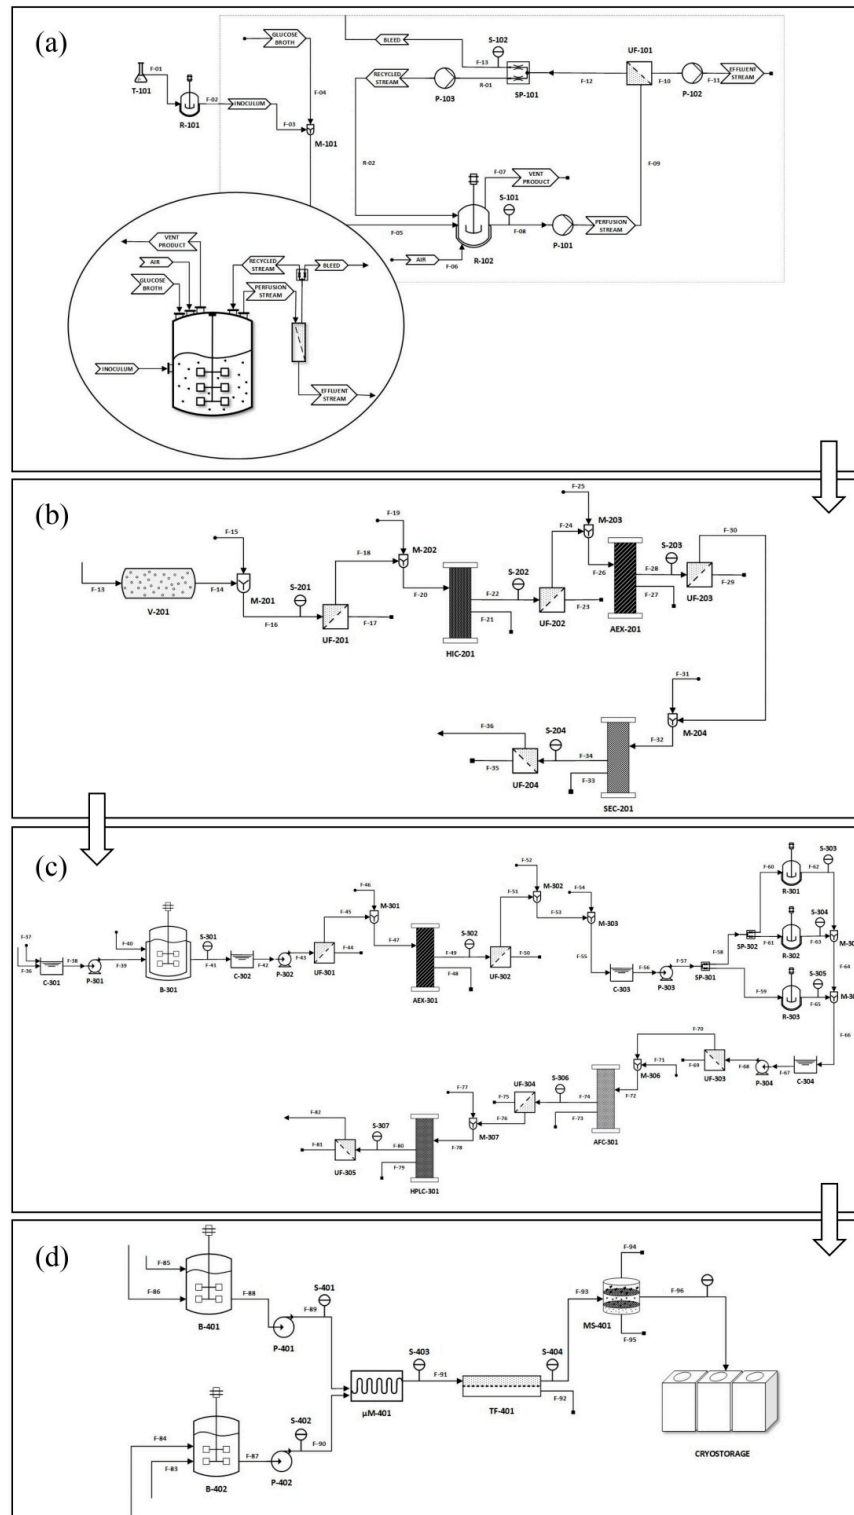 (a)
GLUCOSE
BROTH
F-01
T-101
F-02
R-101
INOCULUM
F-03
F-04
M-101
BLEED
S-102
F-13
RECYCLED
STREAM
P-103
R-01
SP-101
F-12
UF-101
F-10
P-102
F-11
EFFLUENT
STREAM
R-02
F-09
F-07
VENT
PRODUCT
S-101
F-05
F-08
P-101
PERFUSION
STREAM
AIR
F-06
R-102
VENT
PRODUCT
AIR
GLUCOSE
BROTH
RECYCLED
STREAM
BLEED
PERFUSION
STREAM
INOCULUM
EFFLUENT
STREAM
(b)
F-13
V-201
F-14
F-15
M-201
F-16
S-201
UF-201
F-17
F-18
F-19
M-202
F-20
HIC-201
F-21
F-22
S-202
UF-202
F-23
F-24
F-25
M-203
F-26
AEX-201
F-27
F-28
S-203
UF-203
F-29
F-30
F-31
M-204
F-32
SEC-201
F-33
F-34
S-204
UF-204
F-35
F-36
(c)
F-37
F-36
C-301
F-38
P-301
F-39
F-40
B-301
S-301
F-41
C-302
F-42
P-302
F-43
UF-301
F-44
F-45
F-46
M-301
F-47
AEX-301
F-48
F-49
S-302
UF-302
F-50
F-51
F-52
M-302
F-53
F-54
M-303
F-55
C-303
F-56
P-303
F-57
SP-301
F-58
F-59
SP-302
F-60
F-61
R-301
F-62
S-303
R-302
S-304
F-63
F-64
R-303
S-305
F-65
F-66
C-304
F-67
P-304
F-68
UF-303
F-69
F-70
F-71
M-306
F-72
AFC-301
F-73
F-74
S-306
UF-304
F-75
F-76
F-77
M-307
F-78
HPLC-301
F-79
F-80
S-307
UF-305
F-81
F-82
(d)
F-85
F-86
B-401
F-88
P-401
F-89
S-401
F-84
F-83
B-402
F-87
P-402
F-90
S-402
μM-401
S-403
F-91
TF-401
F-92
S-404
F-93
MS-401
F-94
F-95
F-96
CRYOSTORAGE